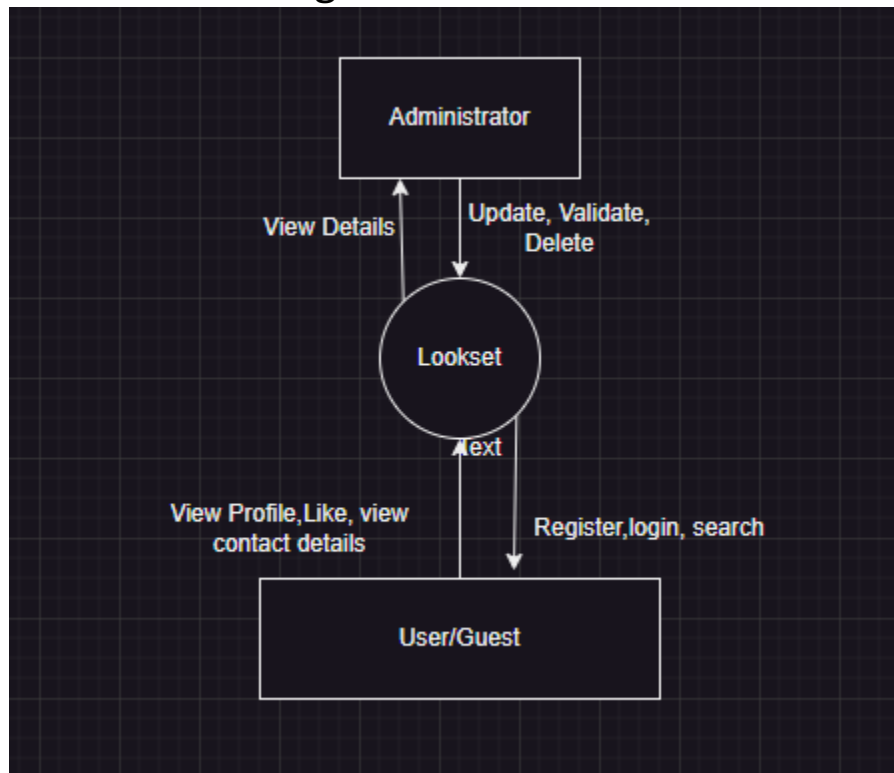 Administrator
View Details
Update, Validate,
Delete
Lookset
Text
View Profile,Like, view
contact details
Register,login, search
User/Guest